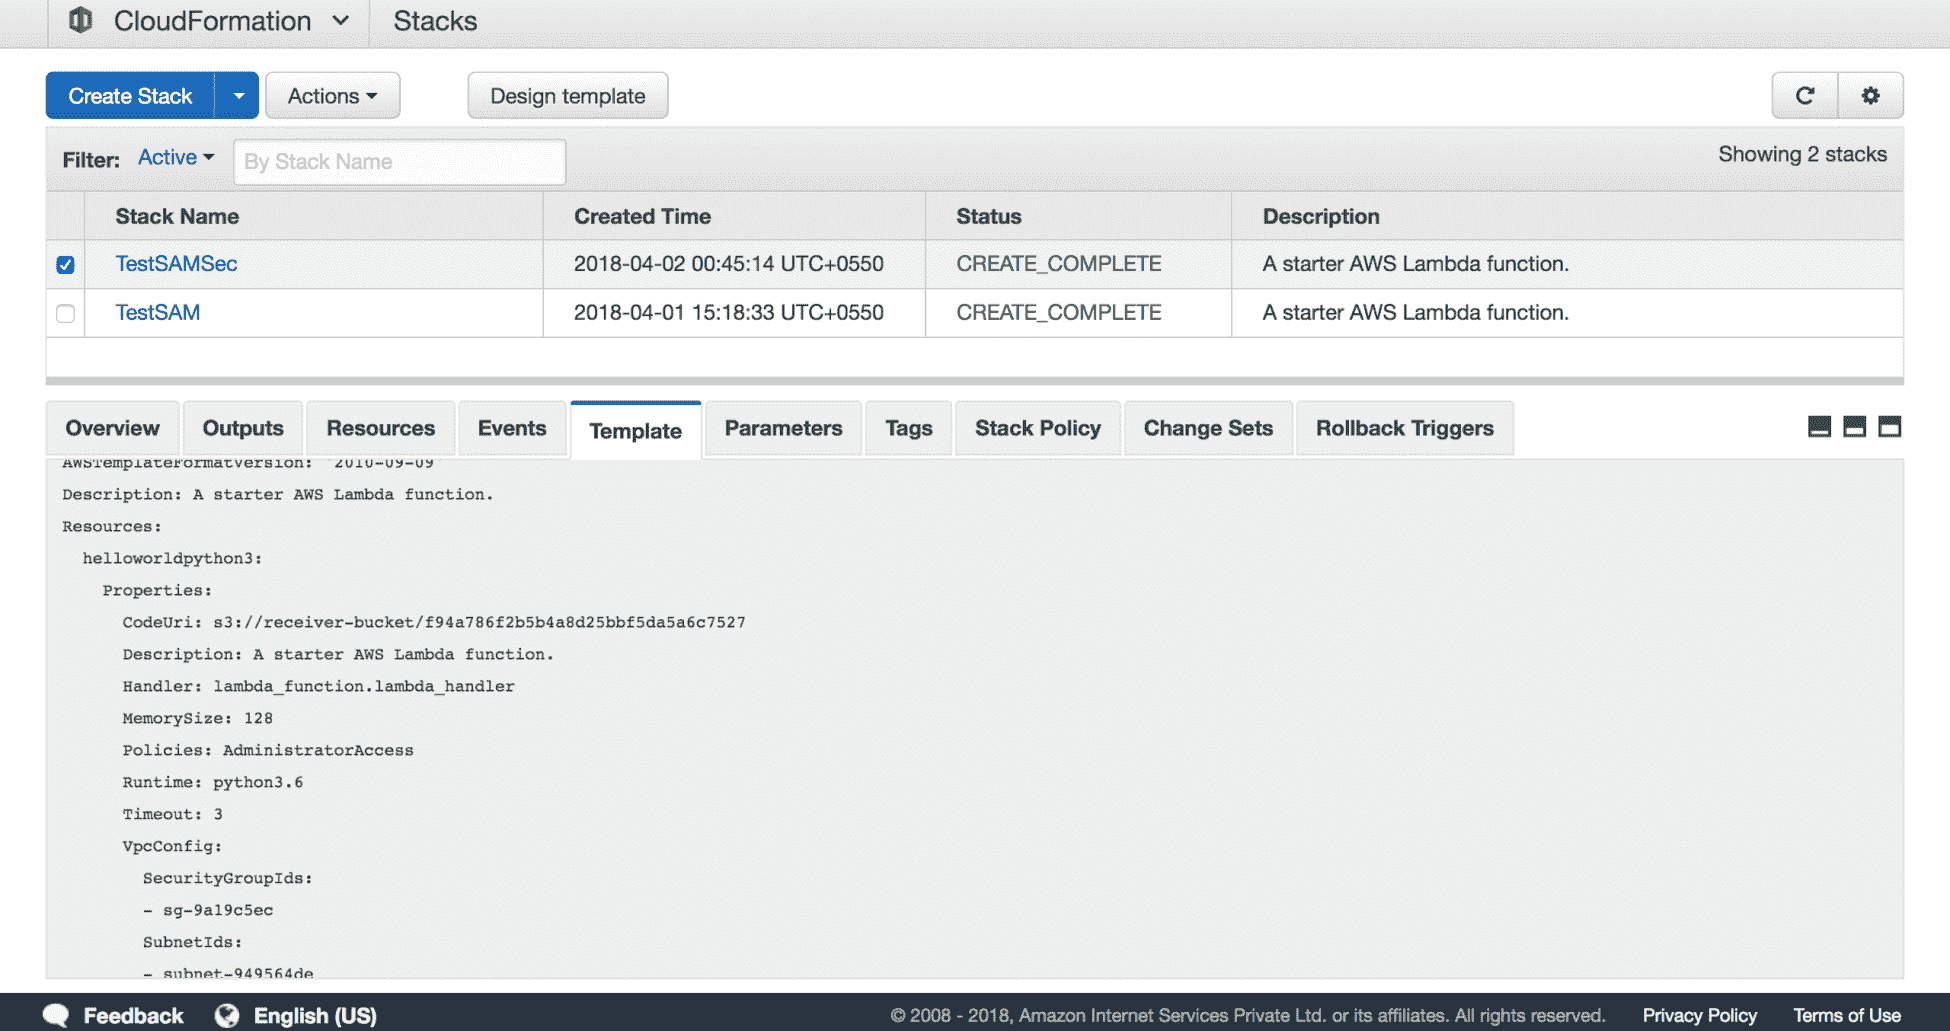 CloudFormation Stacks
Create Stack Actions Design template
Filter: Active By Stack Name Showing 2 stacks
Stack Name Created Time Status Description
TestSAMSec 2018-04-02 00:45:14 UTC+0550 CREATE_COMPLETE A starter AWS Lambda function.
TestSAM 2018-04-01 15:18:33 UTC+0550 CREATE_COMPLETE A starter AWS Lambda function.
Overview Outputs Resources Events Template Parameters Tags Stack Policy Change Sets Rollback Triggers
AWSTemplateFormatVersion: '2010-09-09'
Description: A starter AWS Lambda function.
Resources:
helloworldpython3:
Properties:
CodeUri: s3://receiver-bucket/f94a786f2b5b4a8d25bbf5da5a6c7527
Description: A starter AWS Lambda function.
Handler: lambda_function.lambda_handler
MemorySize: 128
Policies: AdministratorAccess
Runtime: python3.6
Timeout: 3
VpcConfig:
SecurityGroupIds:
- sg-9a19c5ec
SubnetIds:
- subnet-949564de
Feedback English (US) © 2008 - 2018, Amazon Internet Services Private Ltd. or its affiliates. All rights reserved. Privacy Policy Terms of Use